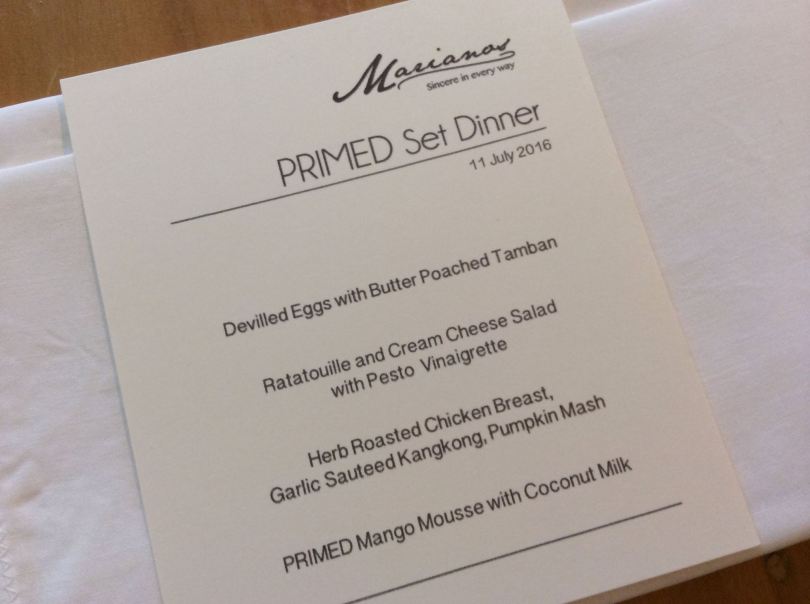 Marianos
Sincere in every way
PRIMED Set Dinner
11 July 2016
Devilled Eggs with Butter Poached Tamban
Ratatouille and Cream Cheese Salad
with Pesto Vinaigrette
Herb Roasted Chicken Breast,
Garlic Sauteed Kangkong, Pumpkin Mash
PRIMED Mango Mousse with Coconut Milk